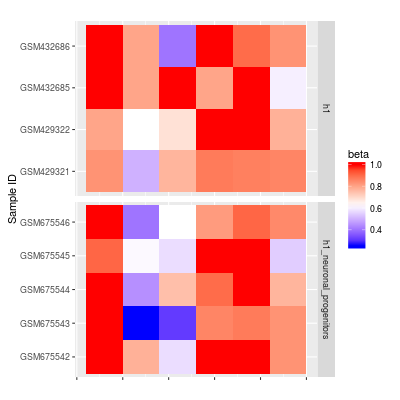 GSM432686
GSM432685
GSM429322
GSM429321
h1
GSM675546
GSM675545
GSM675544
GSM675543
GSM675542
h1_neuronal_progenitors
Sample ID
beta
1.0
0.8
0.6
0.4